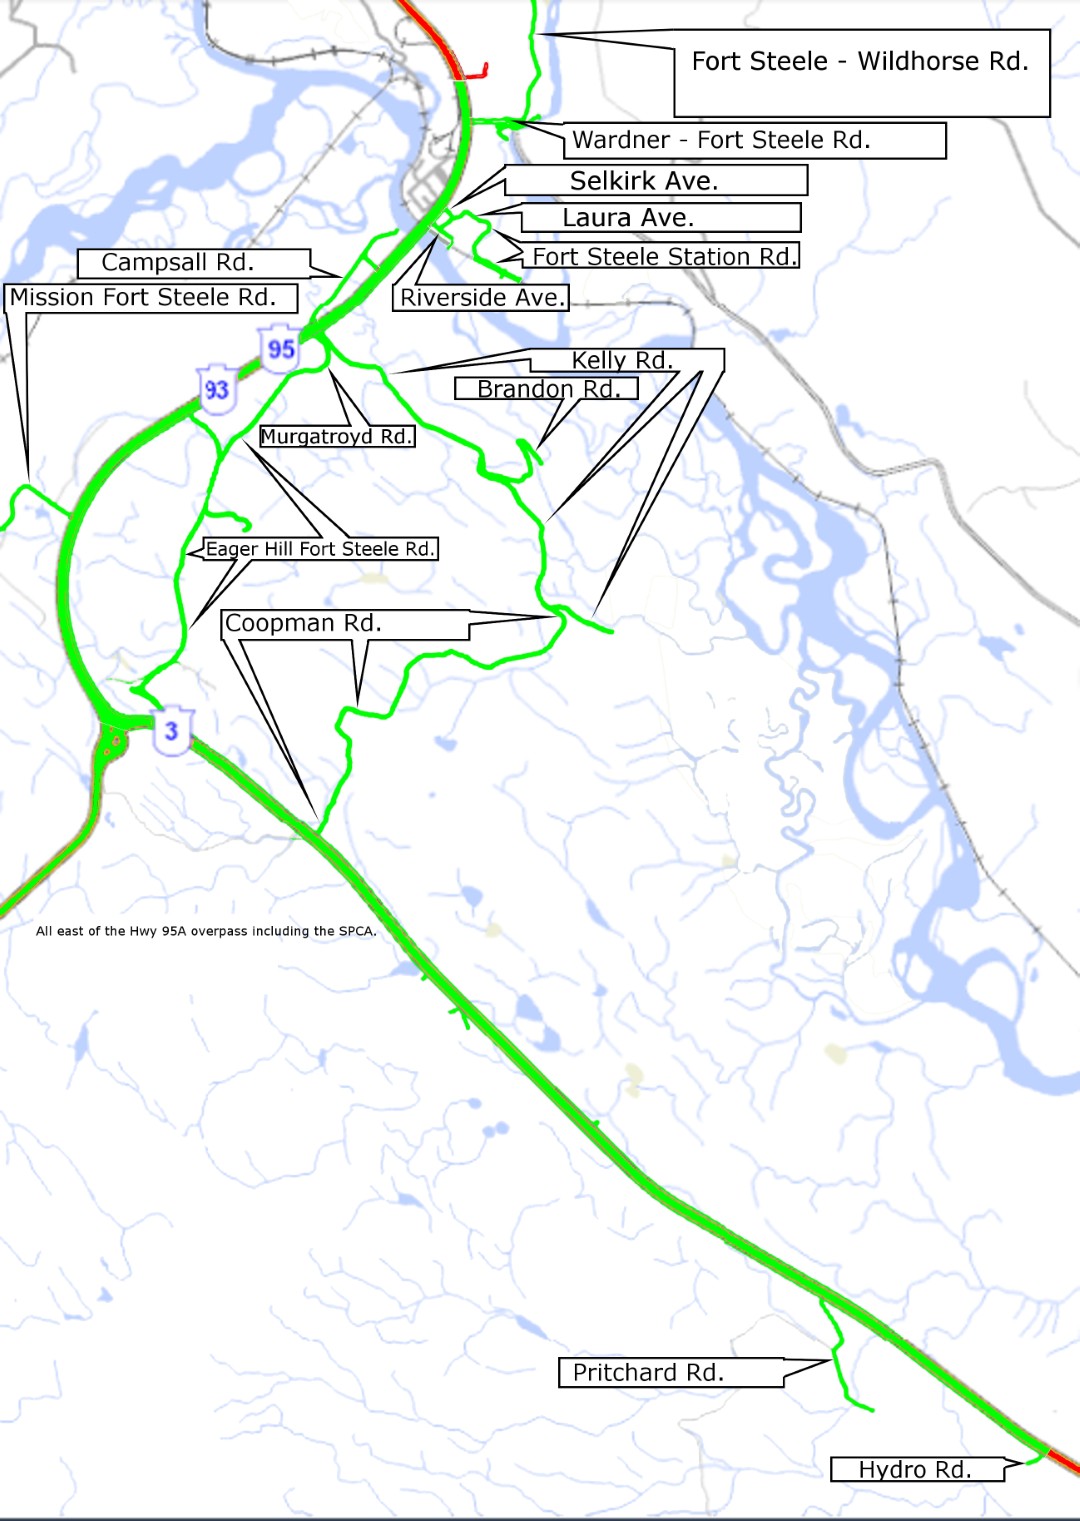 Fort Steele - Wildhorse Rd.
Wardner - Fort Steele Rd.
Selkirk Ave.
Laura Ave.
Fort Steele Station Rd.
Campsall Rd.
Mission Fort Steele Rd.
Riverside Ave.
95
Kelly Rd.
93
Brandon Rd.
Murgatroyd Rd.
Eager Hill Fort Steele Rd.
Coopman Rd.
3
All east of the Hwy 95A overpass including the SPCA.
Pritchard Rd.
Hydro Rd.